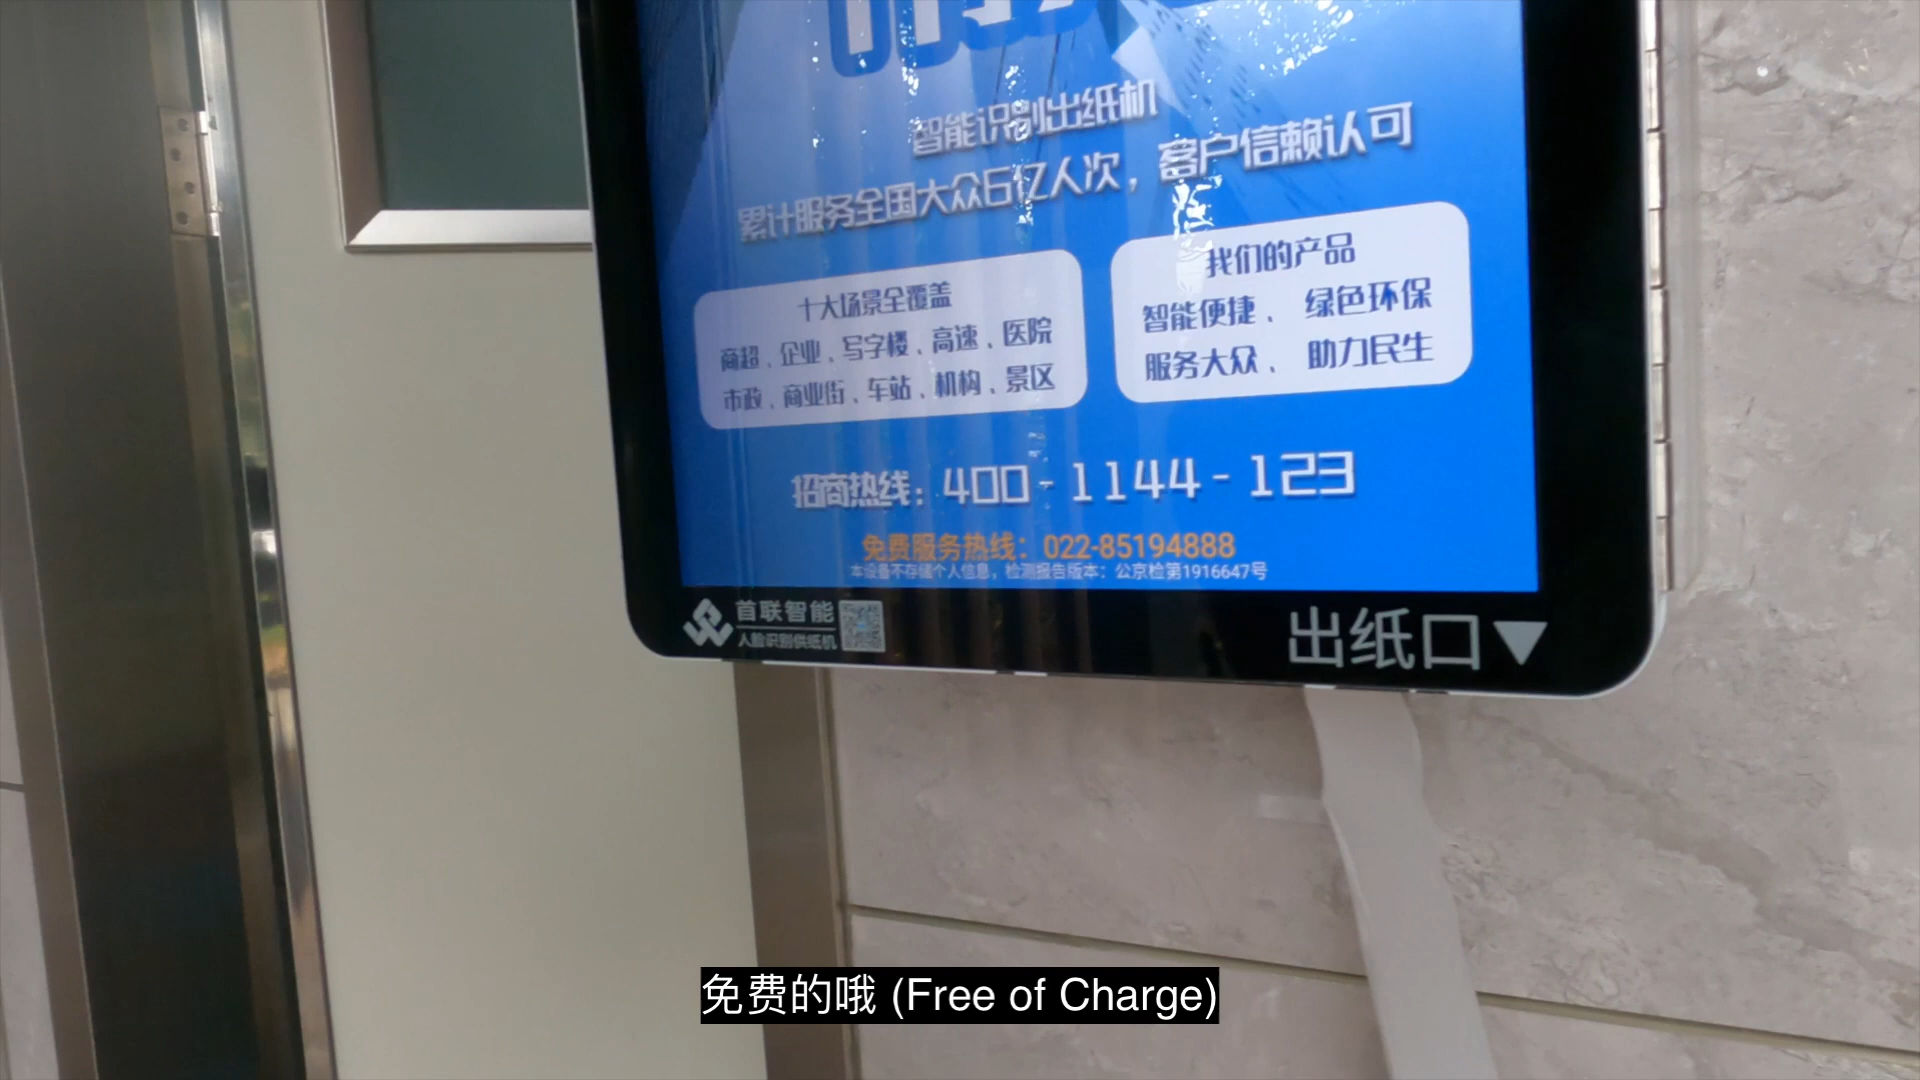 智能识别出纸机
累计服务全国大众6亿人次，客户信赖认可
十大场景全覆盖
商超、企业、写字楼、高速、医院
市政、商业街、车站、机构、景区
我们的产品
智能便捷、绿色环保
服务大众、助力民生
招商热线：400-1144-123
免费服务热线：022-85194888
本设备不存储个人信息，检测报告版本：公京检第1916647号
首联智能
人脸识别供纸机
出纸口▼
免费的哦 (Free of Charge)